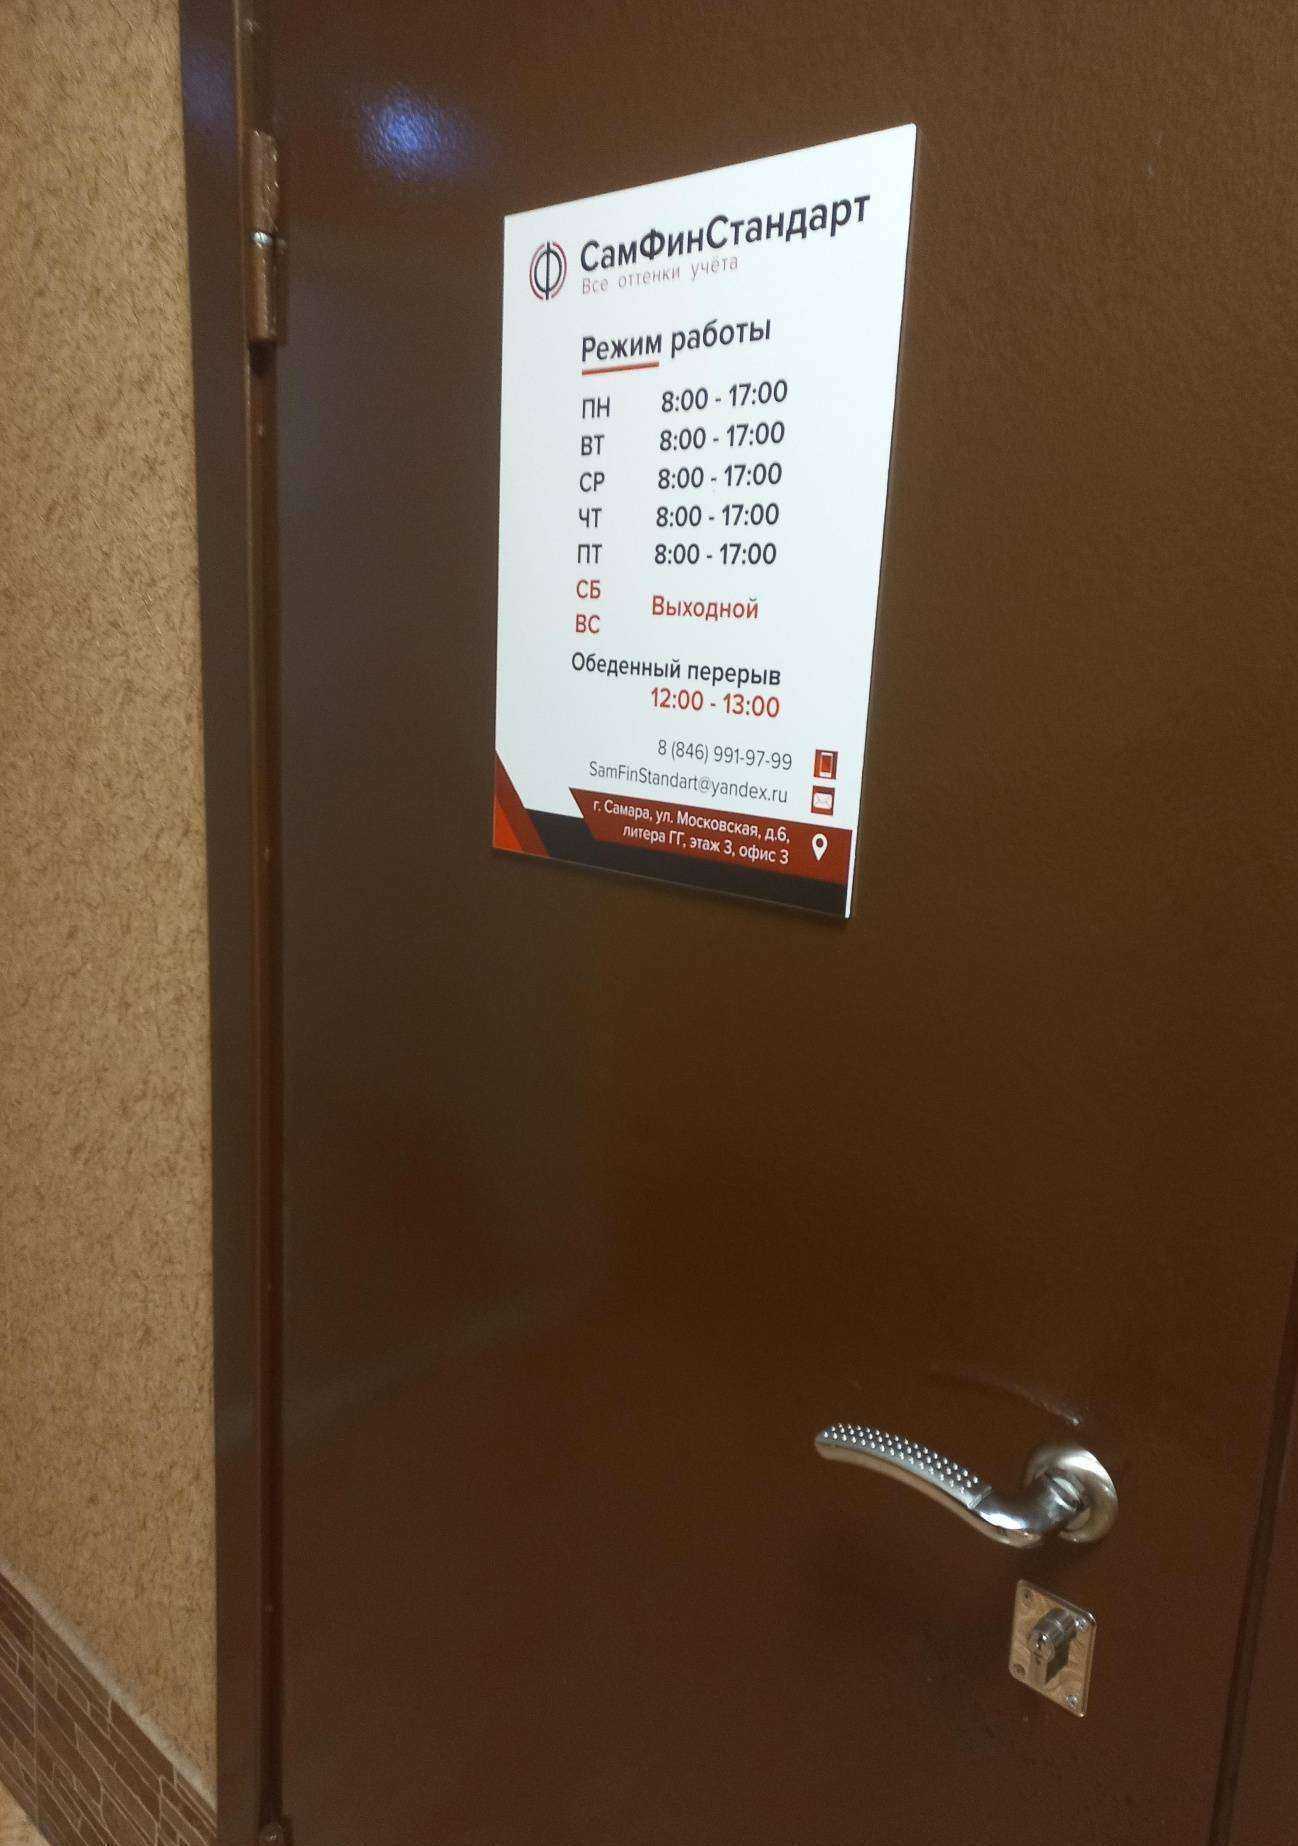 СамФинСтандарт
Все оттенки учёта
Режим работы
ПН 8:00 - 17:00
ВТ 8:00 - 17:00
СР 8:00 - 17:00
ЧТ 8:00 - 17:00
ПТ 8:00 - 17:00
СБ
Выходной
ВС
Обеденный перерыв
12:00 - 13:00
8 (846) 991-97-99
SamFinStandart@yandex.ru
г. Самара, ул. Московская, д.6,
литера ГГ, этаж 3, офис 3